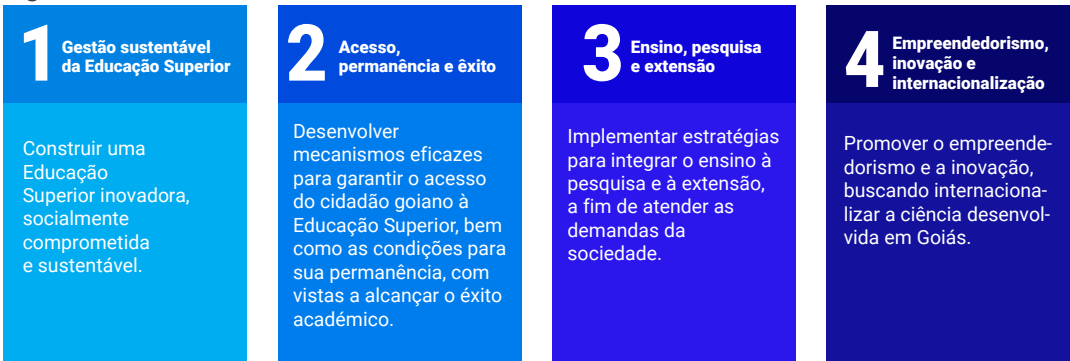 1 Gestão sustentável
da Educação Superior
Construir uma
Educação
Superior inovadora,
socialmente
comprometida
e sustentável.
2 Acesso,
permanência e êxito
Desenvolver
mecanismos eficazes
para garantir o acesso
do cidadão goiano à
Educação Superior, bem
como as condições para
sua permanência, com
vistas a alcançar o éxito
académico.
3 Ensino, pesquisa
e extensão
Implementar estratégias
para integrar o ensino à
pesquisa e à extensão,
a fim de atender as
demandas da
sociedade.
4 Empreendedorismo,
inovação e
internacionalização
Promover o empreende-
dorismo e a inovação,
buscando internaciona-
lizar a ciência desenvol-
vida em Goiás.